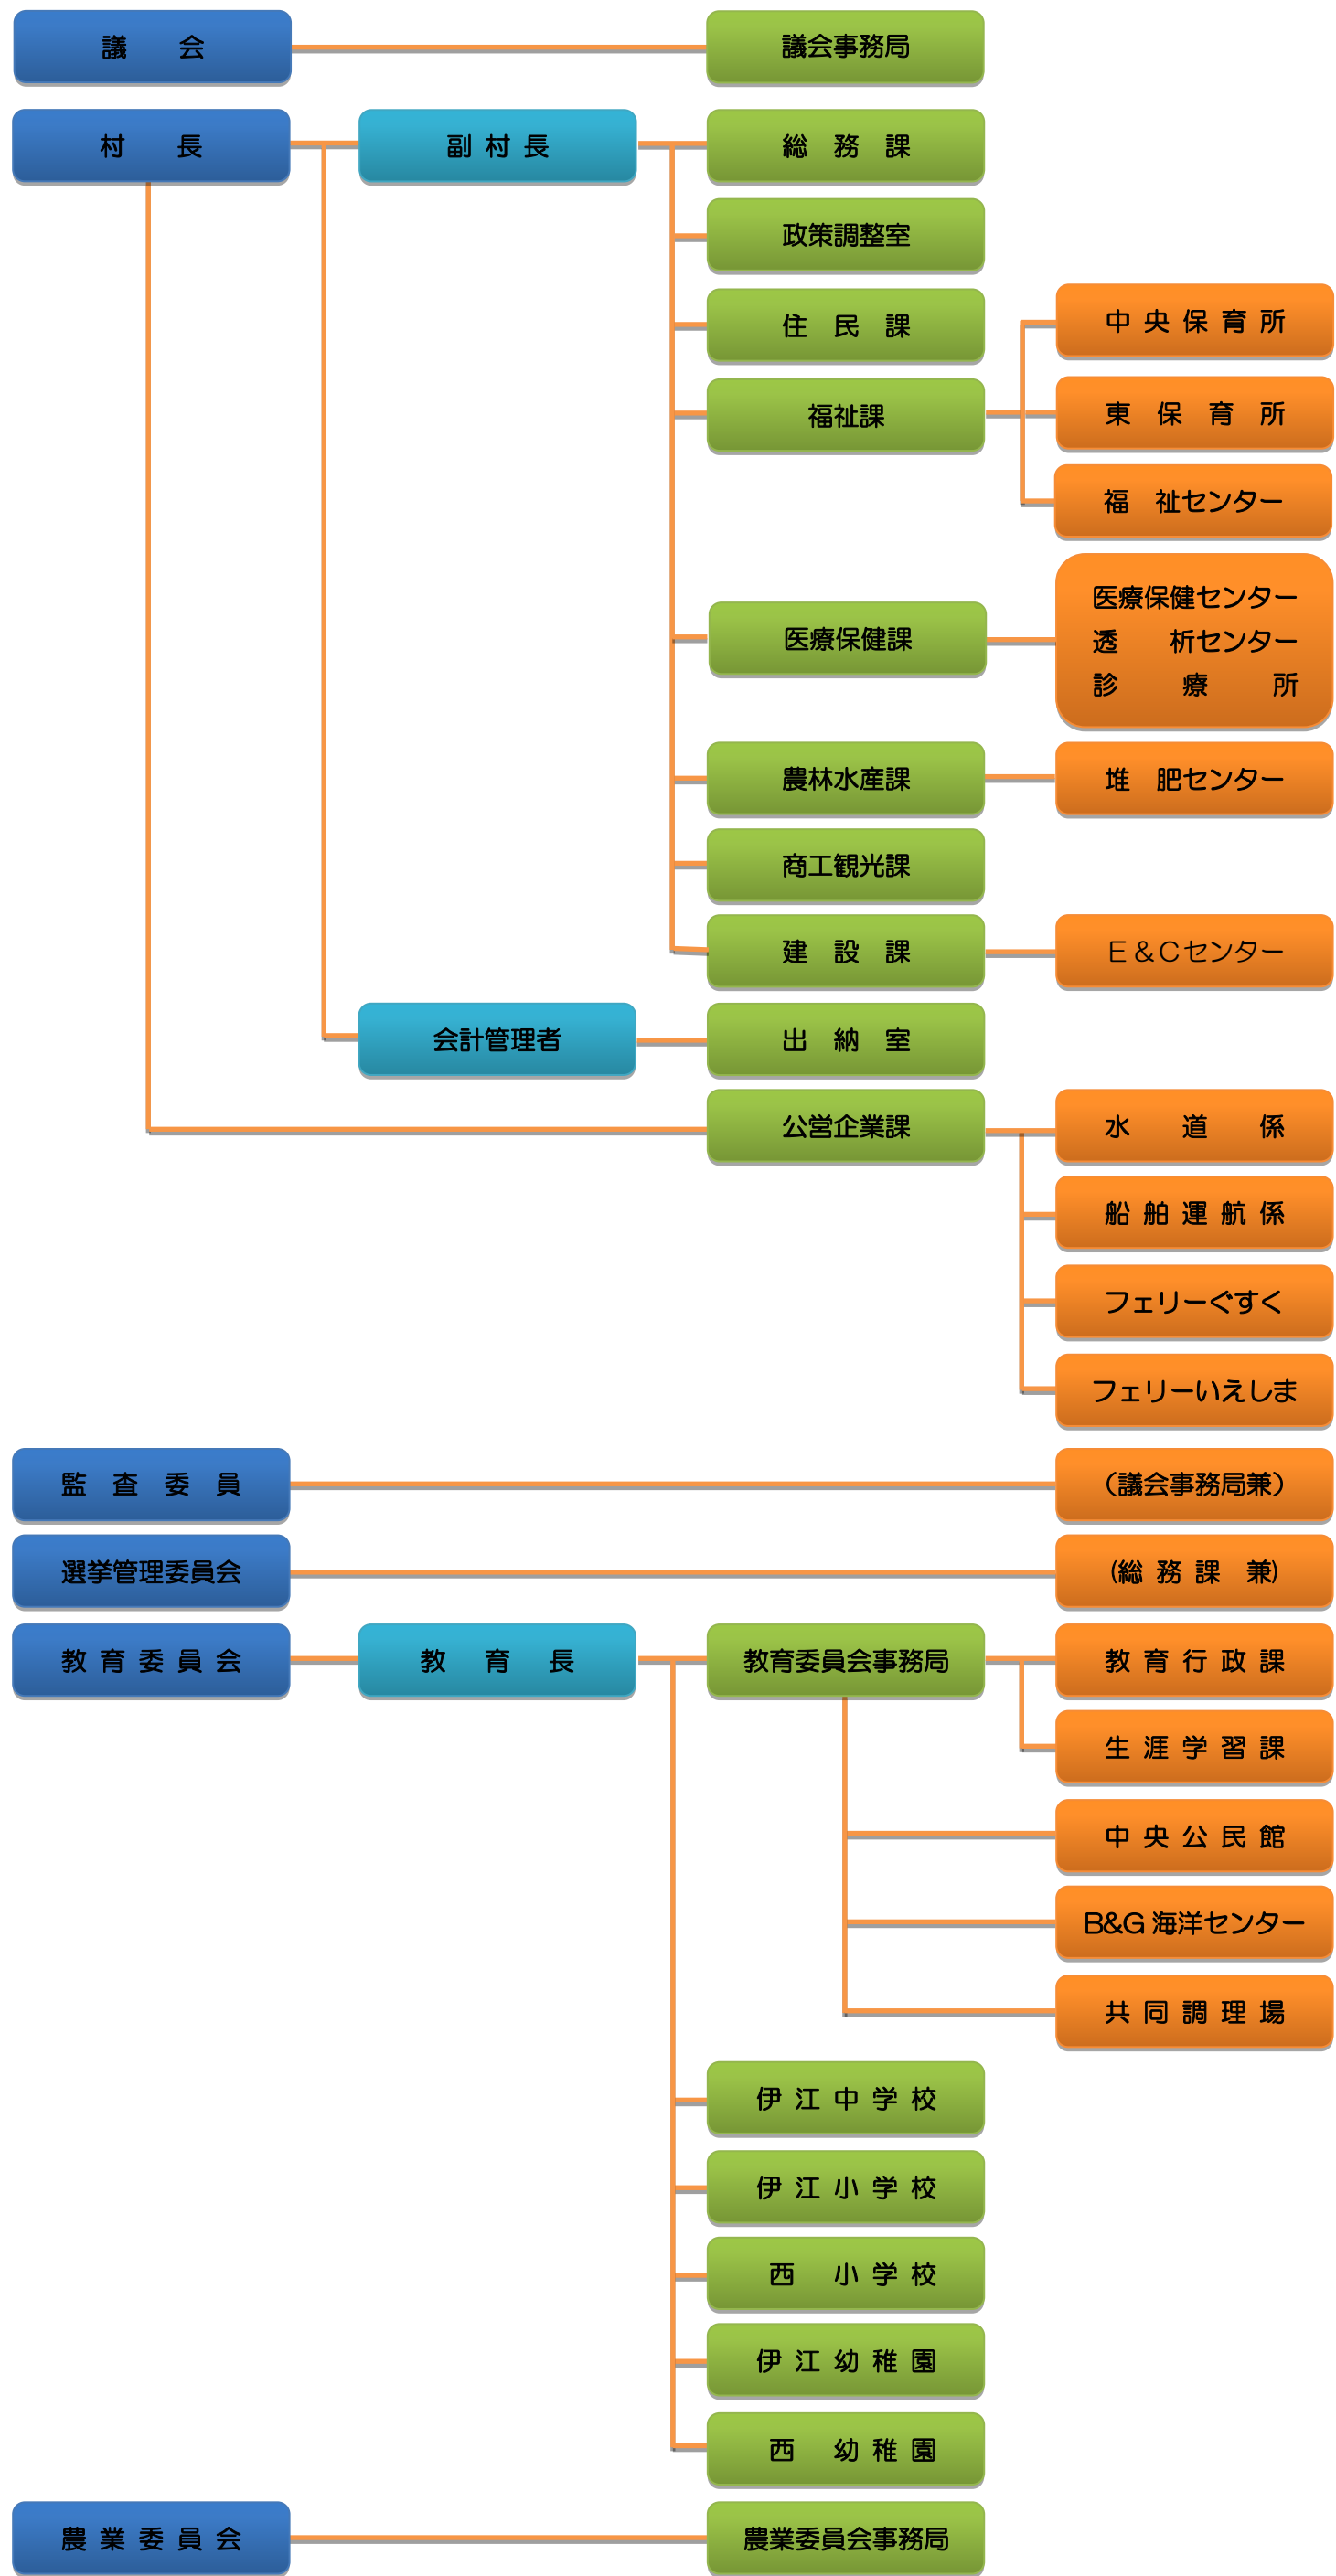 議会
議会事務局
村長
副村長
総務課
政策調整室
住民課
中央保育所
福祉課
東保育所
福祉センター
医療保健課
医療保健センター
透析センター
診療所
農林水産課
堆肥センター
商工観光課
建設課
E&Cセンター
会計管理者
出納室
公営企業課
水道係
船舶運航係
フェリーぐすく
フェリーいえしま
監査委員
(議会事務局兼)
選挙管理委員会
(総務課 兼)
教育委員会
教育長
教育委員会事務局
教育行政課
生涯学習課
中央公民館
B&G 海洋センター
共同調理場
伊江中学校
伊江小学校
西小学校
伊江幼稚園
西幼稚園
農業委員会
農業委員会事務局